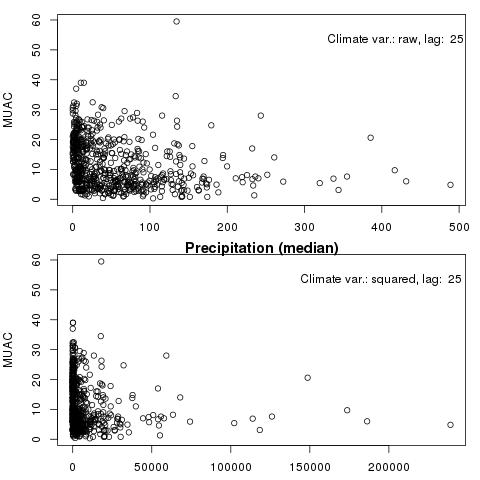 60
50
40
30
20
10
0
MUAC
Climate var.: raw, lag: 25
0 100 200 300 400 500
Precipitation (median)
60
50
40
30
20
10
0
MUAC
Climate var.: squared, lag: 25
0 50000 100000 150000 200000